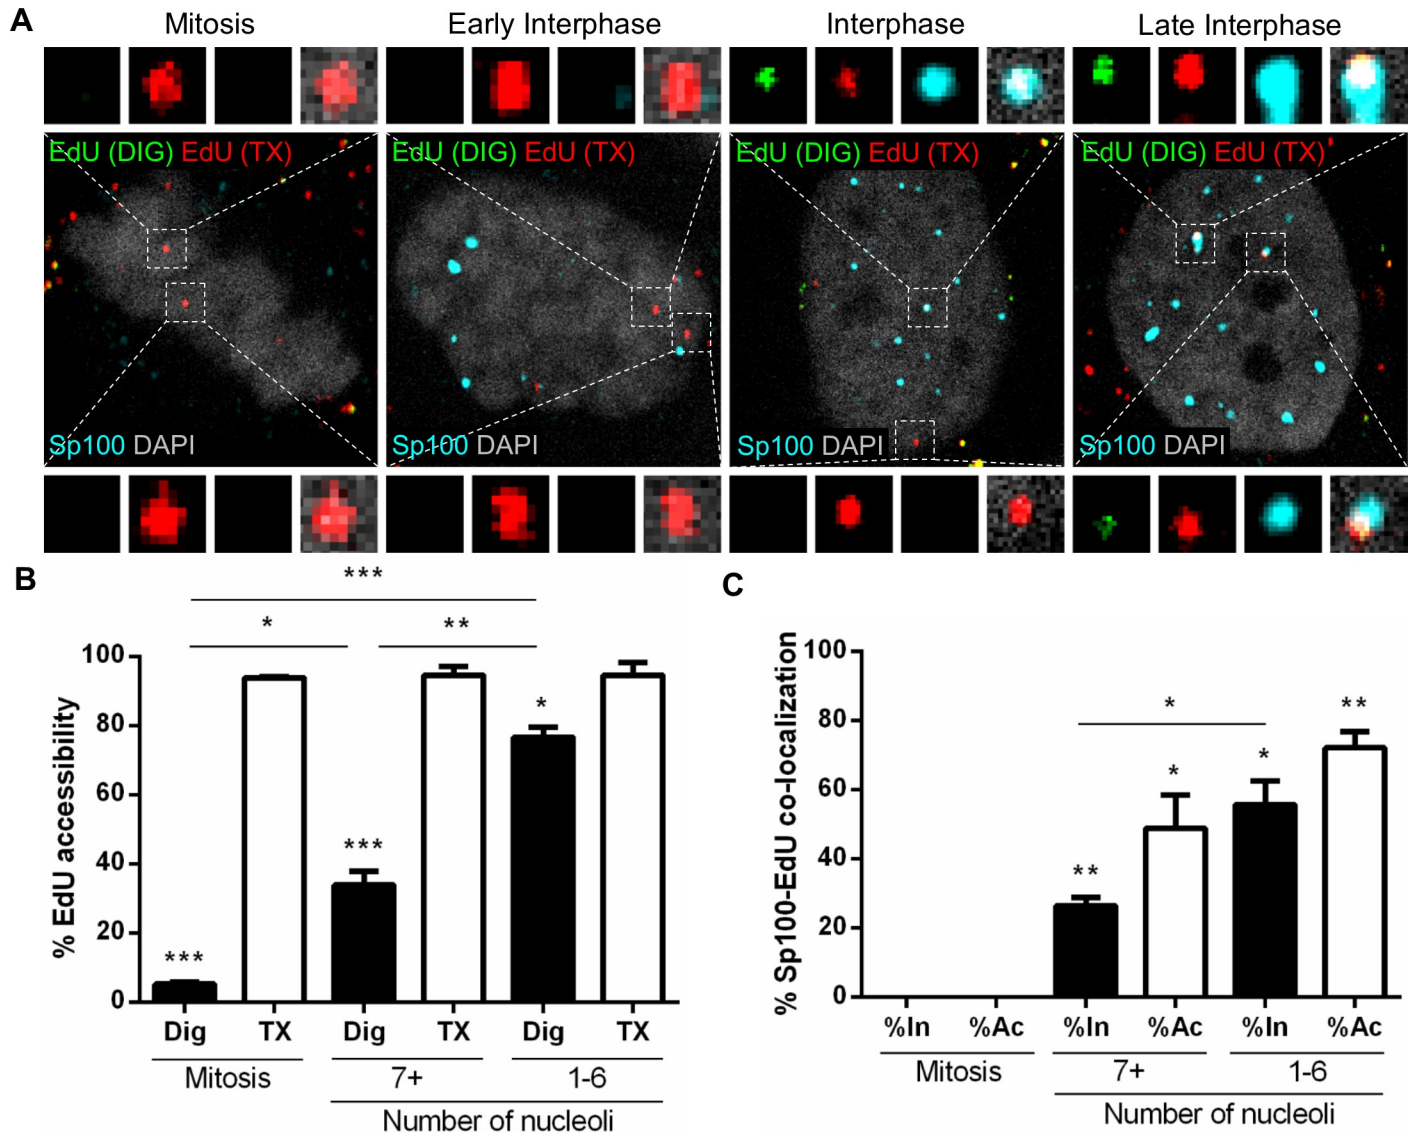 A
Mitosis Early Interphase Interphase Late Interphase
EdU (DIG) EdU (TX) EdU (DIG) EdU (TX) EdU (DIG) EdU (TX) EdU (DIG) EdU (TX)
Sp100 DAPI Sp100 DAPI Sp100 DAPI Sp100 DAPI
B
***
* **
% EdU accessibility
100
80
60
40
20
0
*** *** *
Dig TX Dig TX Dig TX
Mitosis 7+ 1-6
Number of nucleoli
C
% Sp100-EdU co-localization
100
80
60
40
20
0
*
** * * **
%In %Ac %In %Ac %In %Ac
Mitosis 7+ 1-6
Number of nucleoli